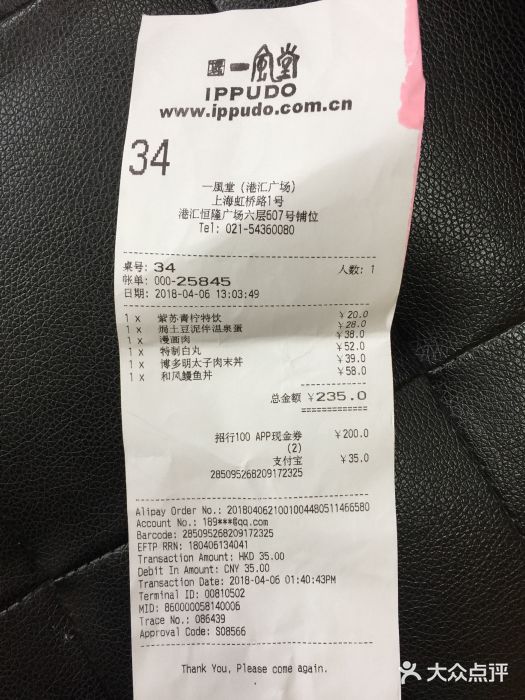 一風堂
IPPUDO
www.ippudo.com.cn
34
一風堂 (港汇广场)
上海虹桥路1号
港汇恒隆广场六层507号铺位
Tel: 021-54360080
桌号: 34 人数: 1
帐单: 000-25845
日期: 2018-04-06 13:03:49
1 x 紫苏青柠特饮 ¥20.0
1 x 焗土豆泥伴温泉蛋 ¥28.0
1 x 漫画肉 ¥38.0
1 x 特制白丸 ¥52.0
1 x 博多明太子肉末丼 ¥39.0
1 x 和风鳗鱼丼 ¥58.0
总金额 ¥235.0
============
招行100 APP现金券 ¥200.0
(2)
支付宝 ¥35.0
285095268209172325
Alipay Order No.: 2018040621001004480511466580
Account No.: 189***@qq.com
Barcode: 285095268209172325
EFTP RRN: 180406134041
Transaction Amount: HKD 35.00
Debit In Amount: CNY 35.00
Transaction Date: 2018-04-06 01:40:43PM
Terminal ID: 00810502
MID: 860000058140006
Trace No.: 086439
Approval Code: S08566
Thank You, Please come again.
大众点评